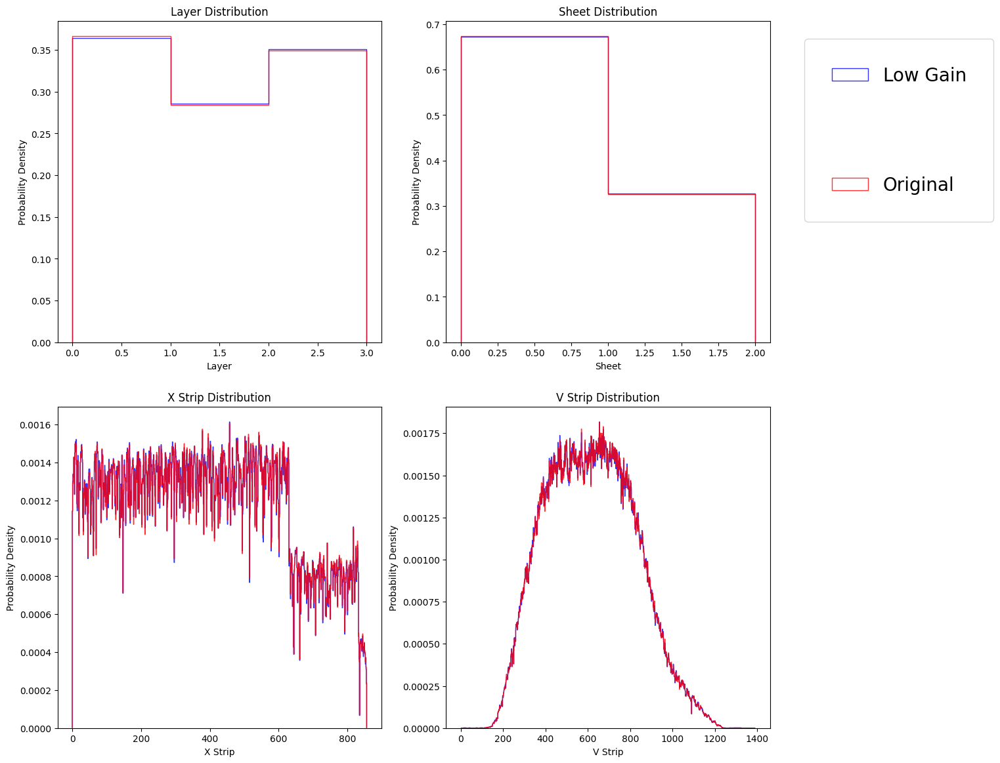 Layer Distribution
Probability Density
0.35
0.30
0.25
0.20
0.15
0.10
0.05
0.00
0.0 0.5 1.0 1.5 2.0 2.5 3.0
Layer
Sheet Distribution
Probability Density
0.7
0.6
0.5
0.4
0.3
0.2
0.1
0.0
0.00 0.25 0.50 0.75 1.00 1.25 1.50 1.75 2.00
Sheet
Low Gain
Original
X Strip Distribution
Probability Density
0.0016
0.0014
0.0012
0.0010
0.0008
0.0006
0.0004
0.0002
0.0000
0 200 400 600 800
X Strip
V Strip Distribution
Probability Density
0.00175
0.00150
0.00125
0.00100
0.00075
0.00050
0.00025
0.00000
0 200 400 600 800 1000 1200 1400
V Strip